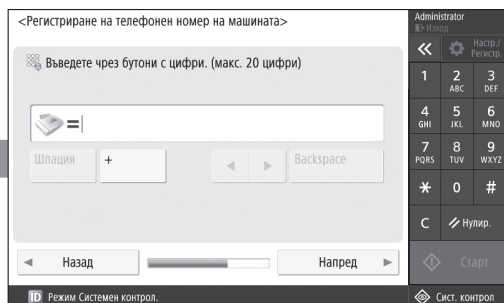 <Регистриране на телефонен номер на машината>
Въведете чрез бутони с цифри. (макс. 20 цифри)
=
Шпация
+
◄
►
Backspace
◄ Назад
Напред ►
ID Режим Системен контрол.
Administrator
Изход
Настр./
Регистр.
1
2
ABC
3
DEF
4
GHI
5
JKL
6
MNO
7
PQRS
8
TUV
9
WXYZ
*
0
#
C
Нулир.
Старт
Сист. контрол